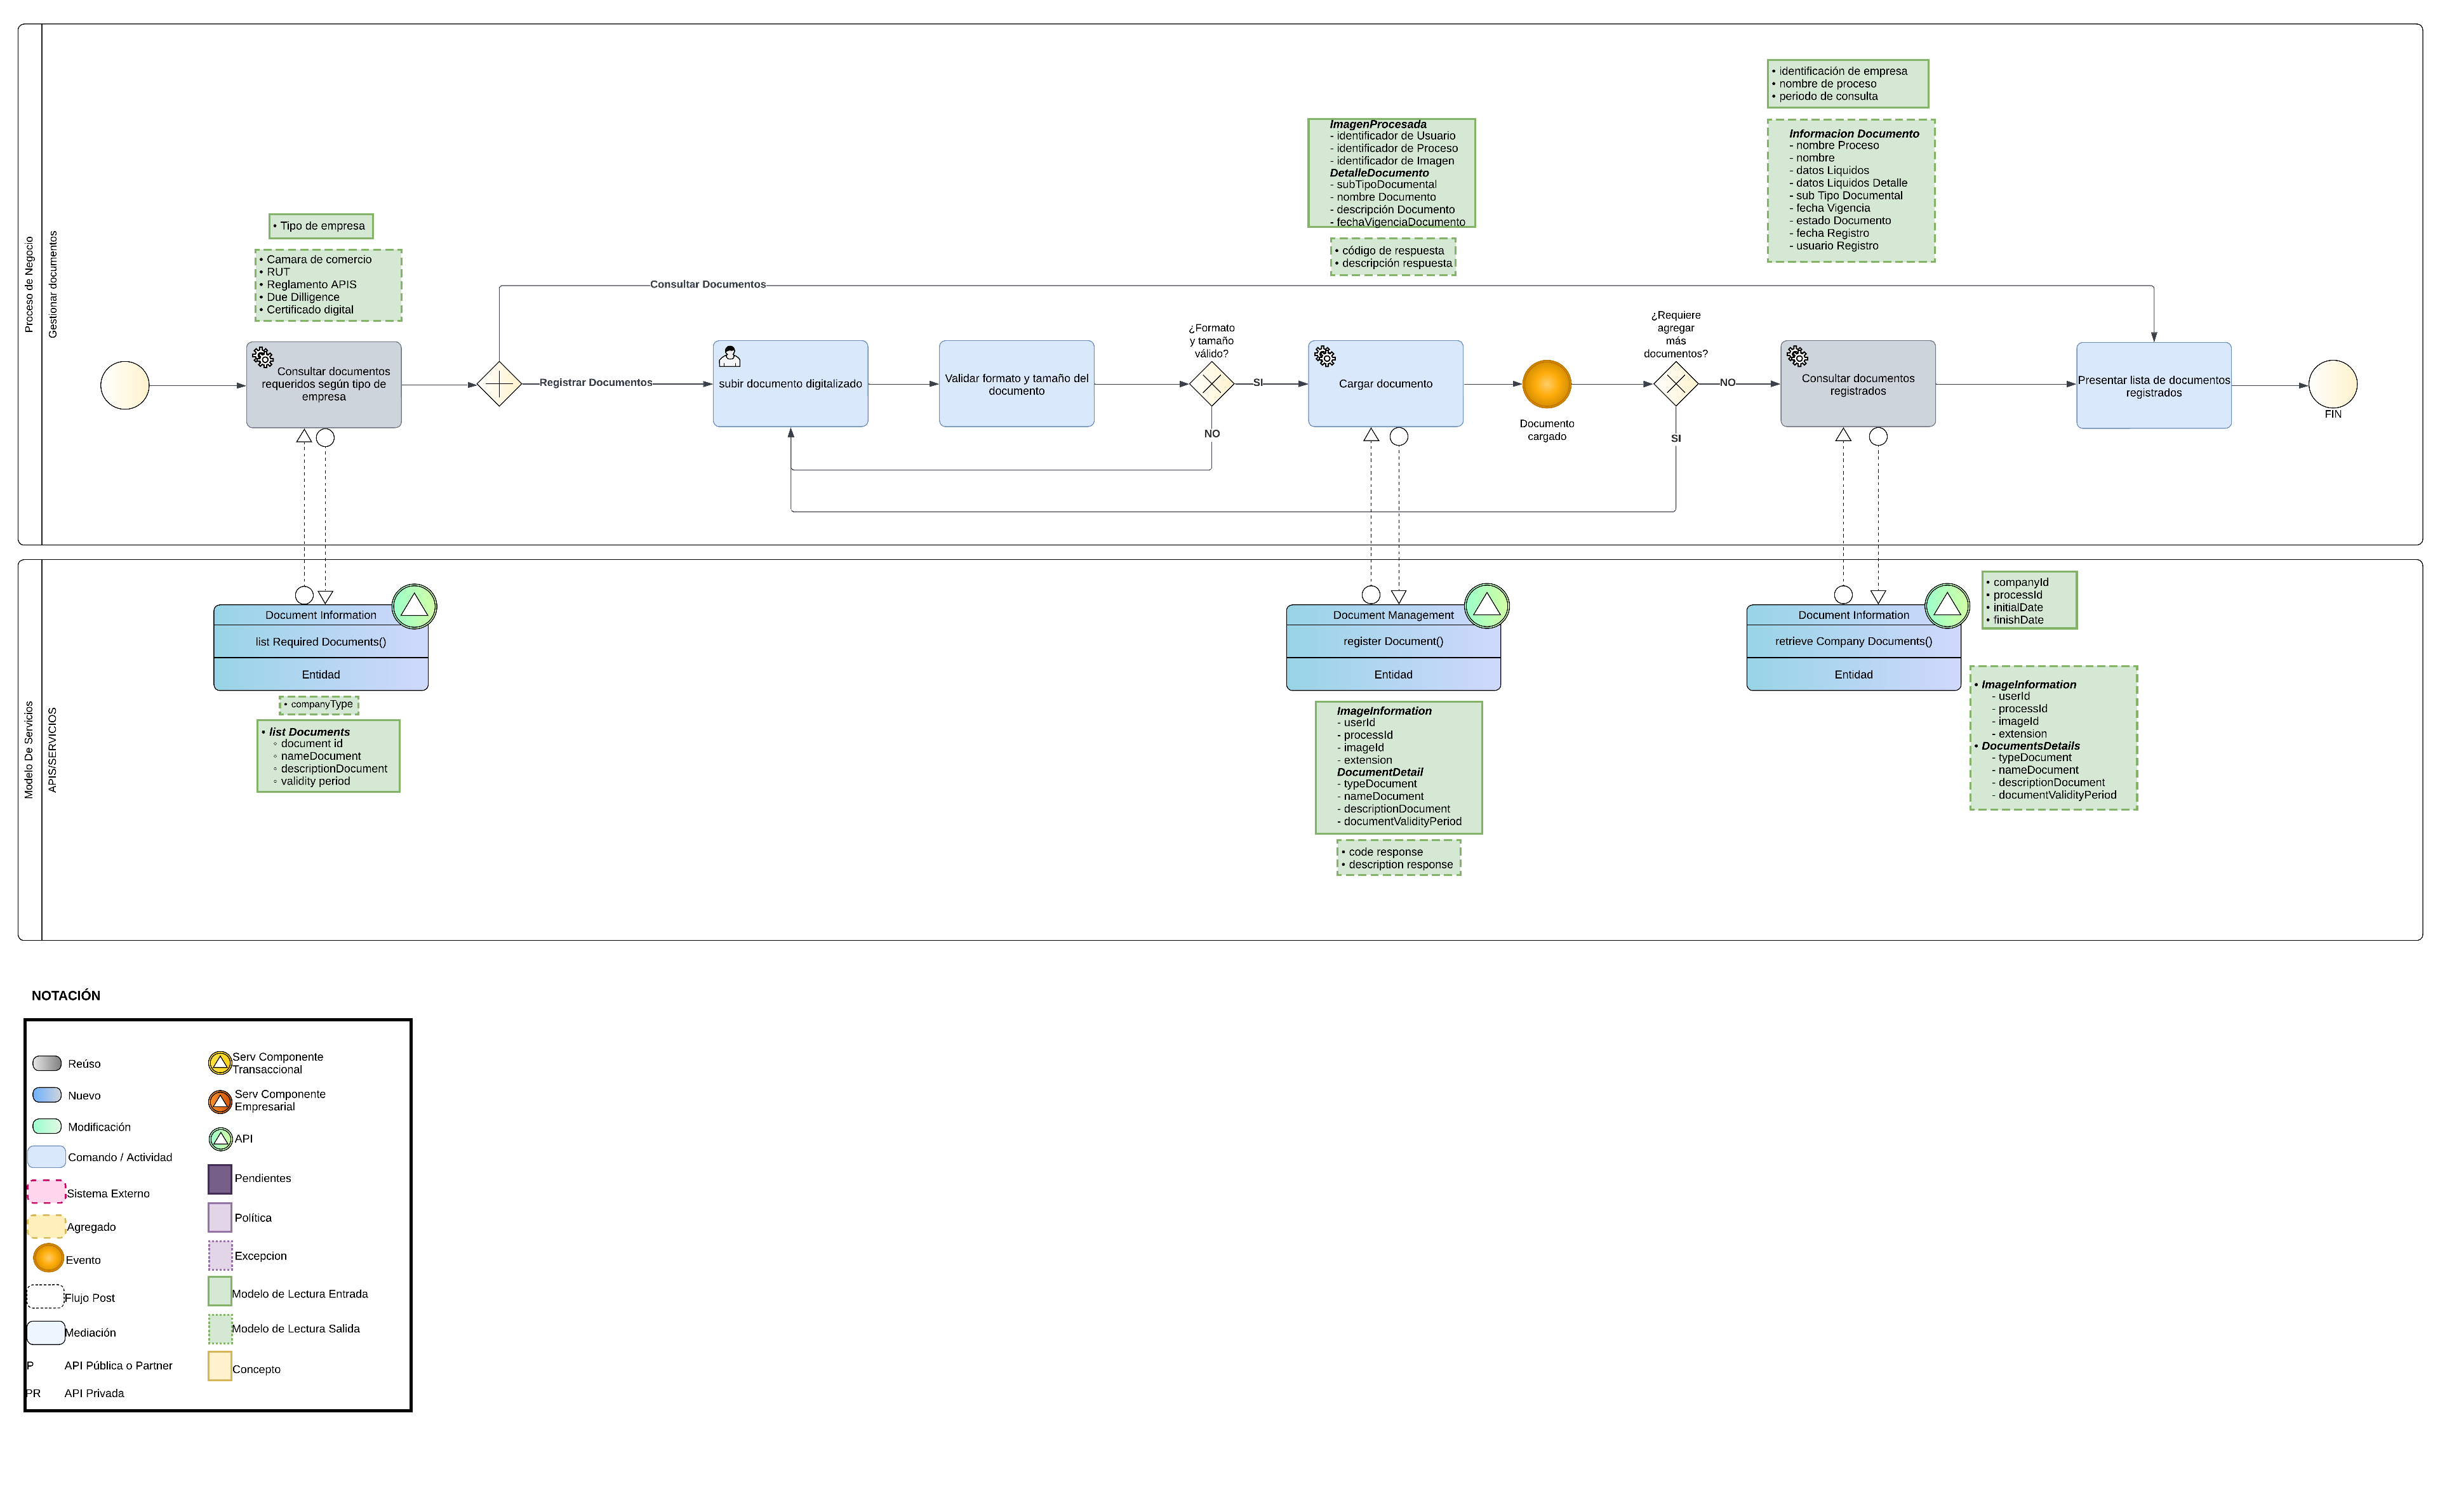 Proceso de Negocio
Gestionar documentos
• Tipo de empresa
• Camara de comercio
• RUT
• Reglamento APIS
• Due Dilligence
• Certificado digital
Consultar documentos
requeridos según tipo de
empresa
Consultar Documentos
Registrar Documentos
subir documento digitalizado
Validar formato y tamaño del
documento
¿Formato
y tamaño
válido?
SI
NO
ImagenProcesada
- identificador de Usuario
- identificador de Proceso
- identificador de Imagen
DetalleDocumento
- subTipoDocumental
- nombre Documento
- descripción Documento
- fechaVigenciaDocumento
• código de respuesta
• descripción respuesta
Cargar documento
Documento
cargado
¿Requiere
agregar
más
documentos?
NO
SI
• identificación de empresa
• nombre de proceso
• periodo de consulta
Informacion Documento
- nombre Proceso
- nombre
- datos Liquidos
- datos Liquidos Detalle
- sub Tipo Documental
- fecha Vigencia
- estado Documento
- fecha Registro
- usuario Registro
Consultar documentos
registrados
Presentar lista de documentos
registrados
FIN
Modelo De Servicios
APIS/SERVICIOS
Document Information
list Required Documents()
Entidad
• companyType
• list Documents
◦ document id
◦ nameDocument
◦ descriptionDocument
◦ validity period
Document Management
register Document()
Entidad
ImageInformation
- userId
- processId
- imageId
- extension
DocumentDetail
- typeDocument
- nameDocument
- descriptionDocument
- documentValidityPeriod
• code response
• description response
Document Information
retrieve Company Documents()
Entidad
• companyId
• processId
• initialDate
• finishDate
• ImageInformation
- userId
- processId
- imageId
- extension
• DocumentsDetails
- typeDocument
- nameDocument
- descriptionDocument
- documentValidityPeriod
NOTACIÓN
Reúso
Nuevo
Modificación
Comando / Actividad
Sistema Externo
Agregado
Evento
Flujo Post
Mediación
P API Pública o Partner
PR API Privada
Serv Componente
Transaccional
Serv Componente
Empresarial
API
Pendientes
Política
Excepcion
Modelo de Lectura Entrada
Modelo de Lectura Salida
Concepto